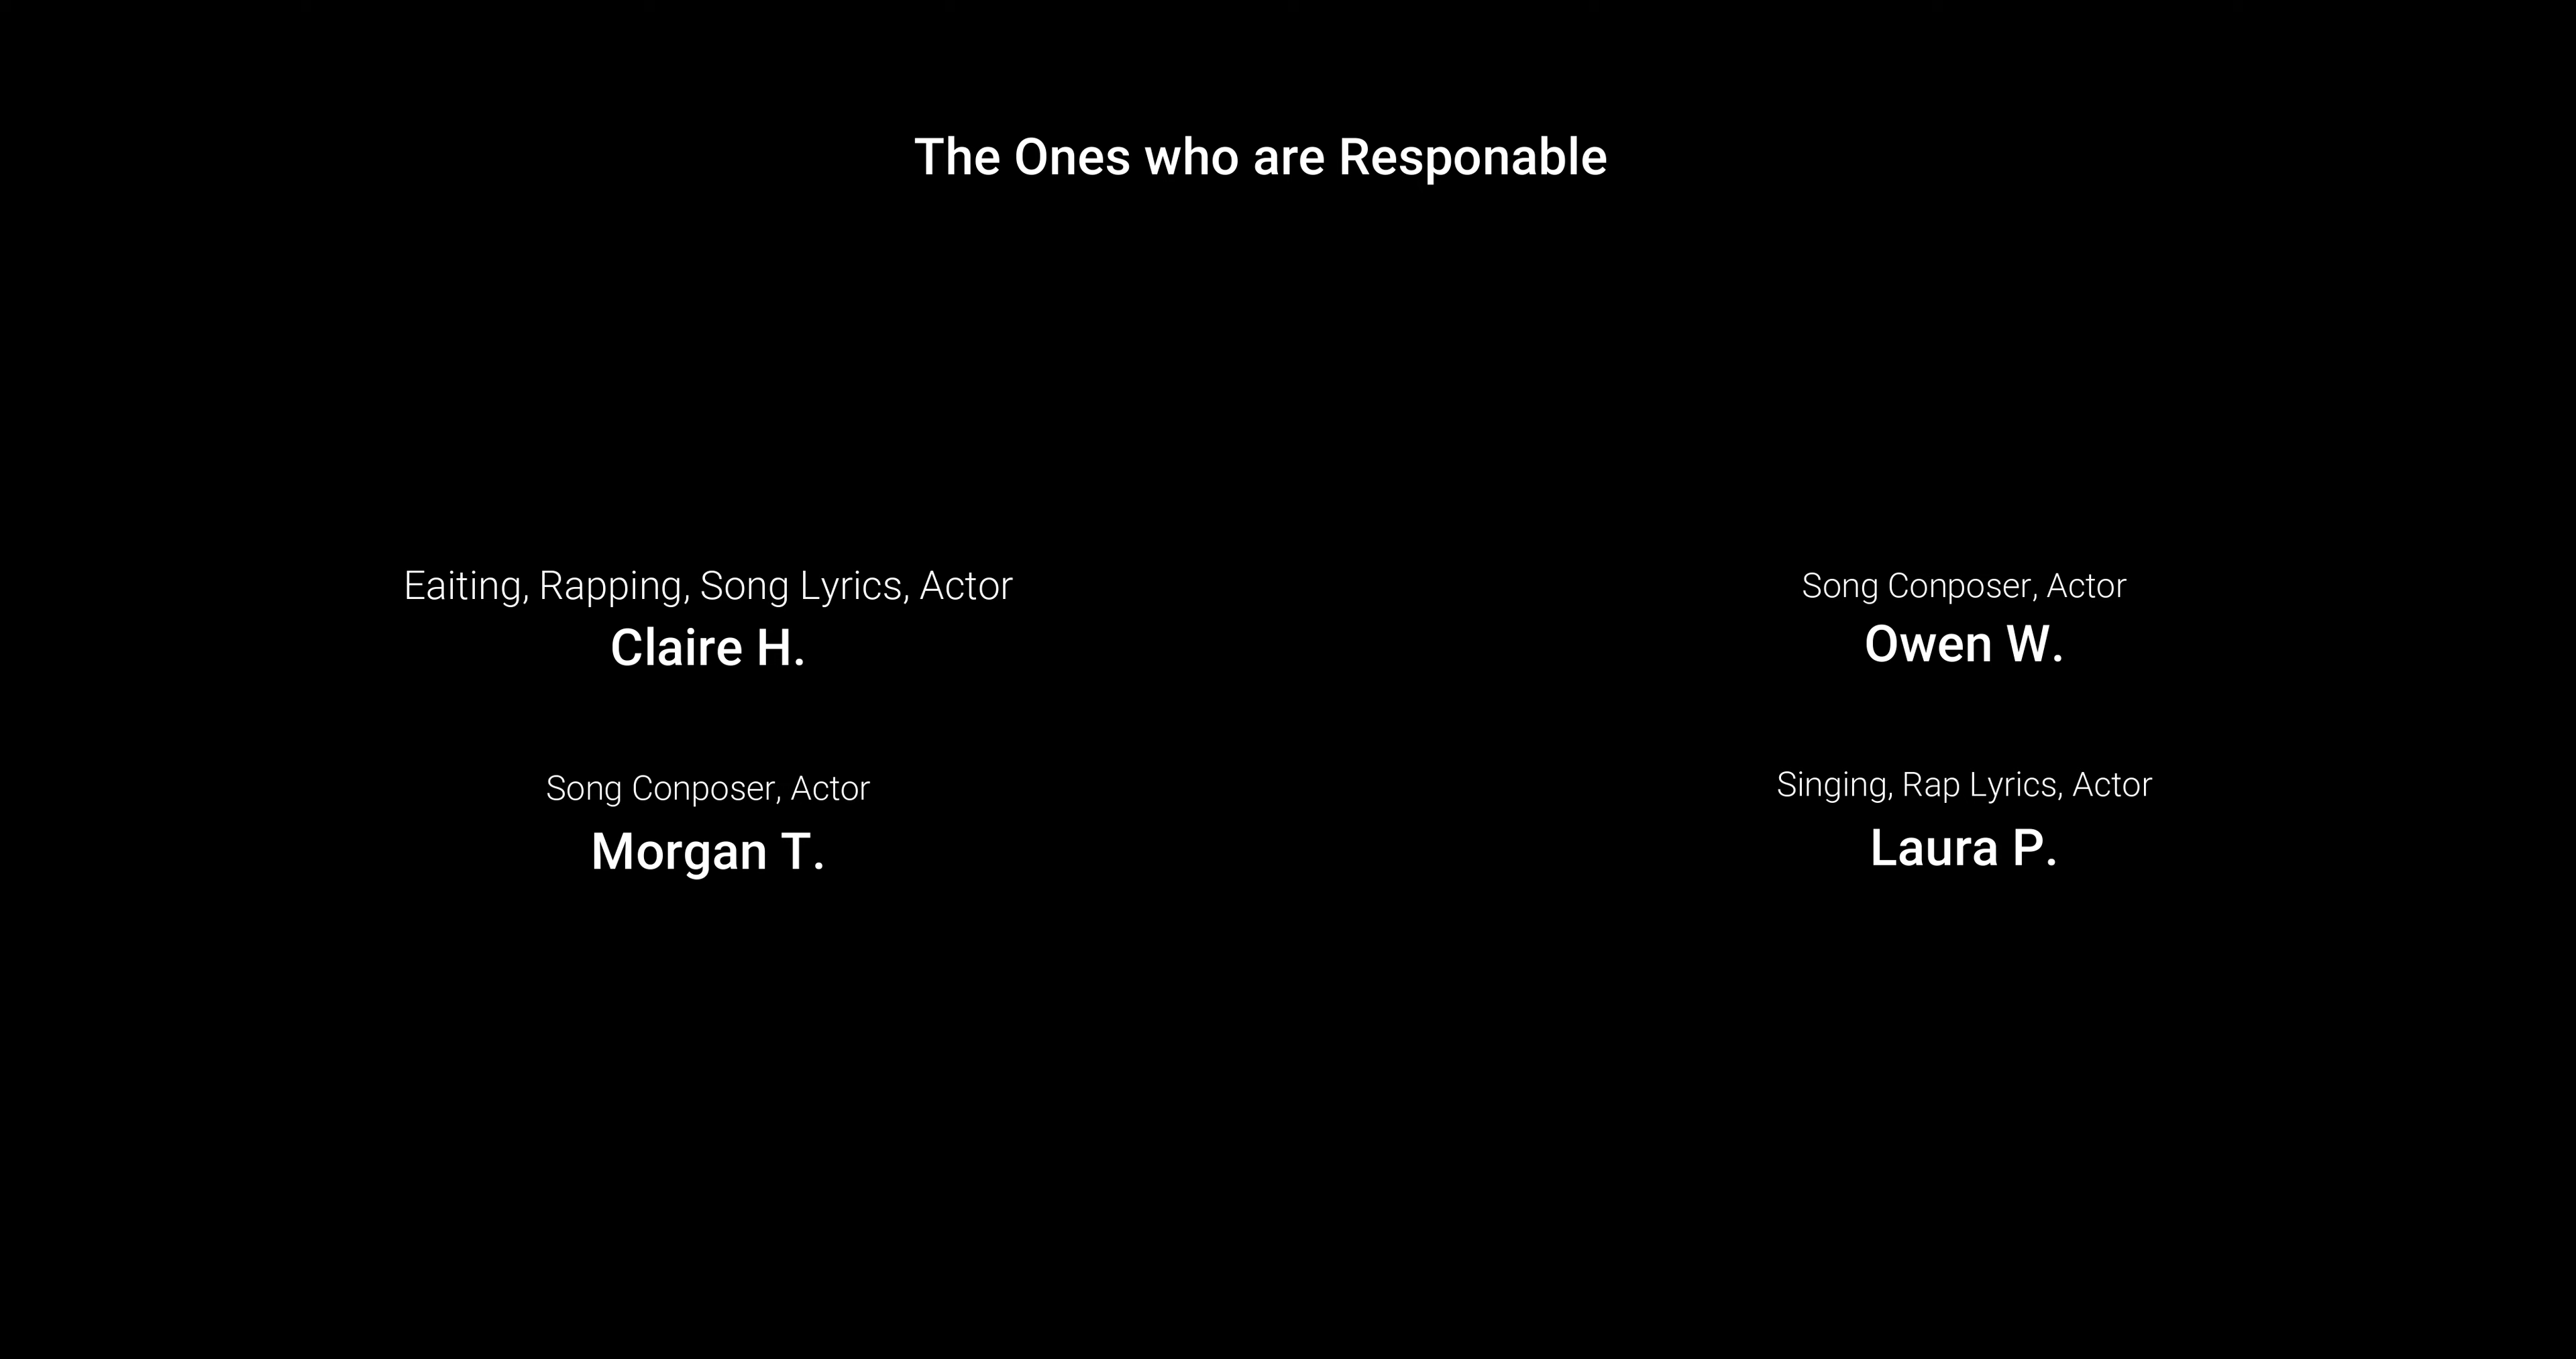 The Ones who are Responable
Eaiting, Rapping, Song Lyrics, Actor
Claire H.
Song Conposer, Actor
Morgan T.
Song Conposer, Actor
Owen W.
Singing, Rap Lyrics, Actor
Laura P.